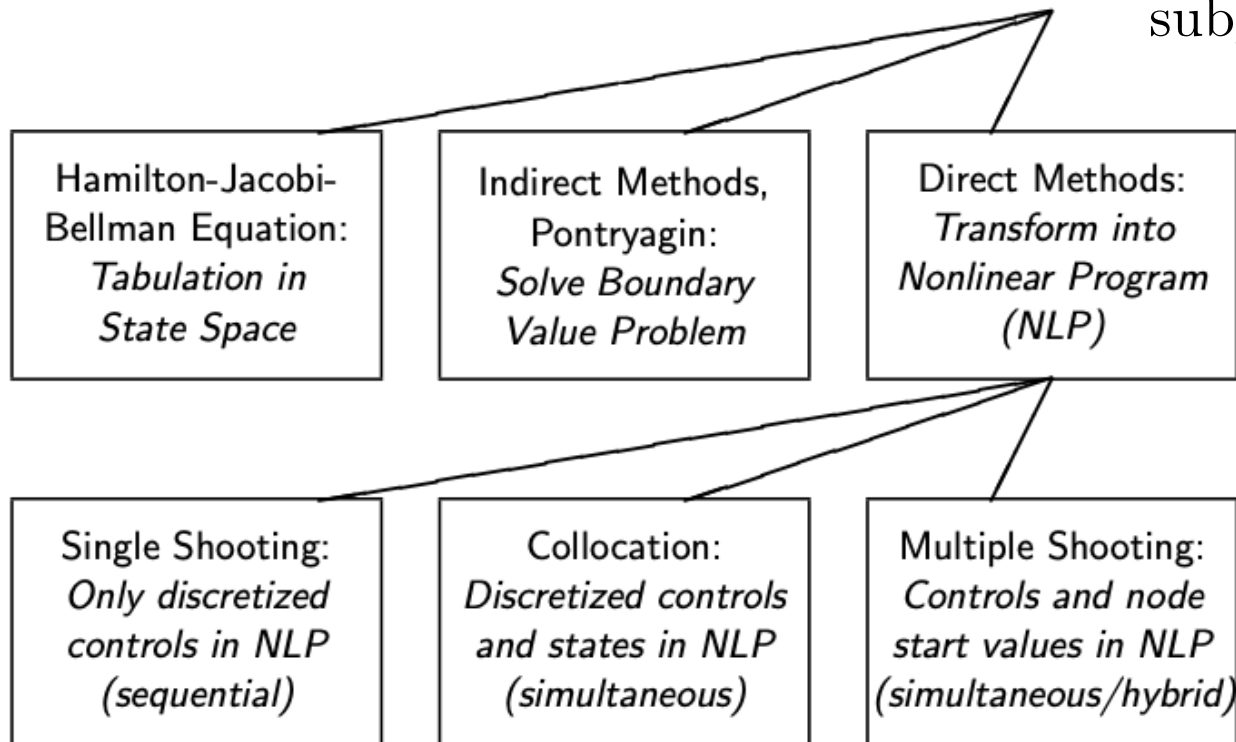 sub
Hamilton-Jacobi-
Bellman Equation:
Tabulation in
State Space
Indirect Methods,
Pontryagin:
Solve Boundary
Value Problem
Direct Methods:
Transform into
Nonlinear Program
(NLP)
Single Shooting:
Only discretized
controls in NLP
(sequential)
Collocation:
Discretized controls
and states in NLP
(simultaneous)
Multiple Shooting:
Controls and node
start values in NLP
(simultaneous/hybrid)